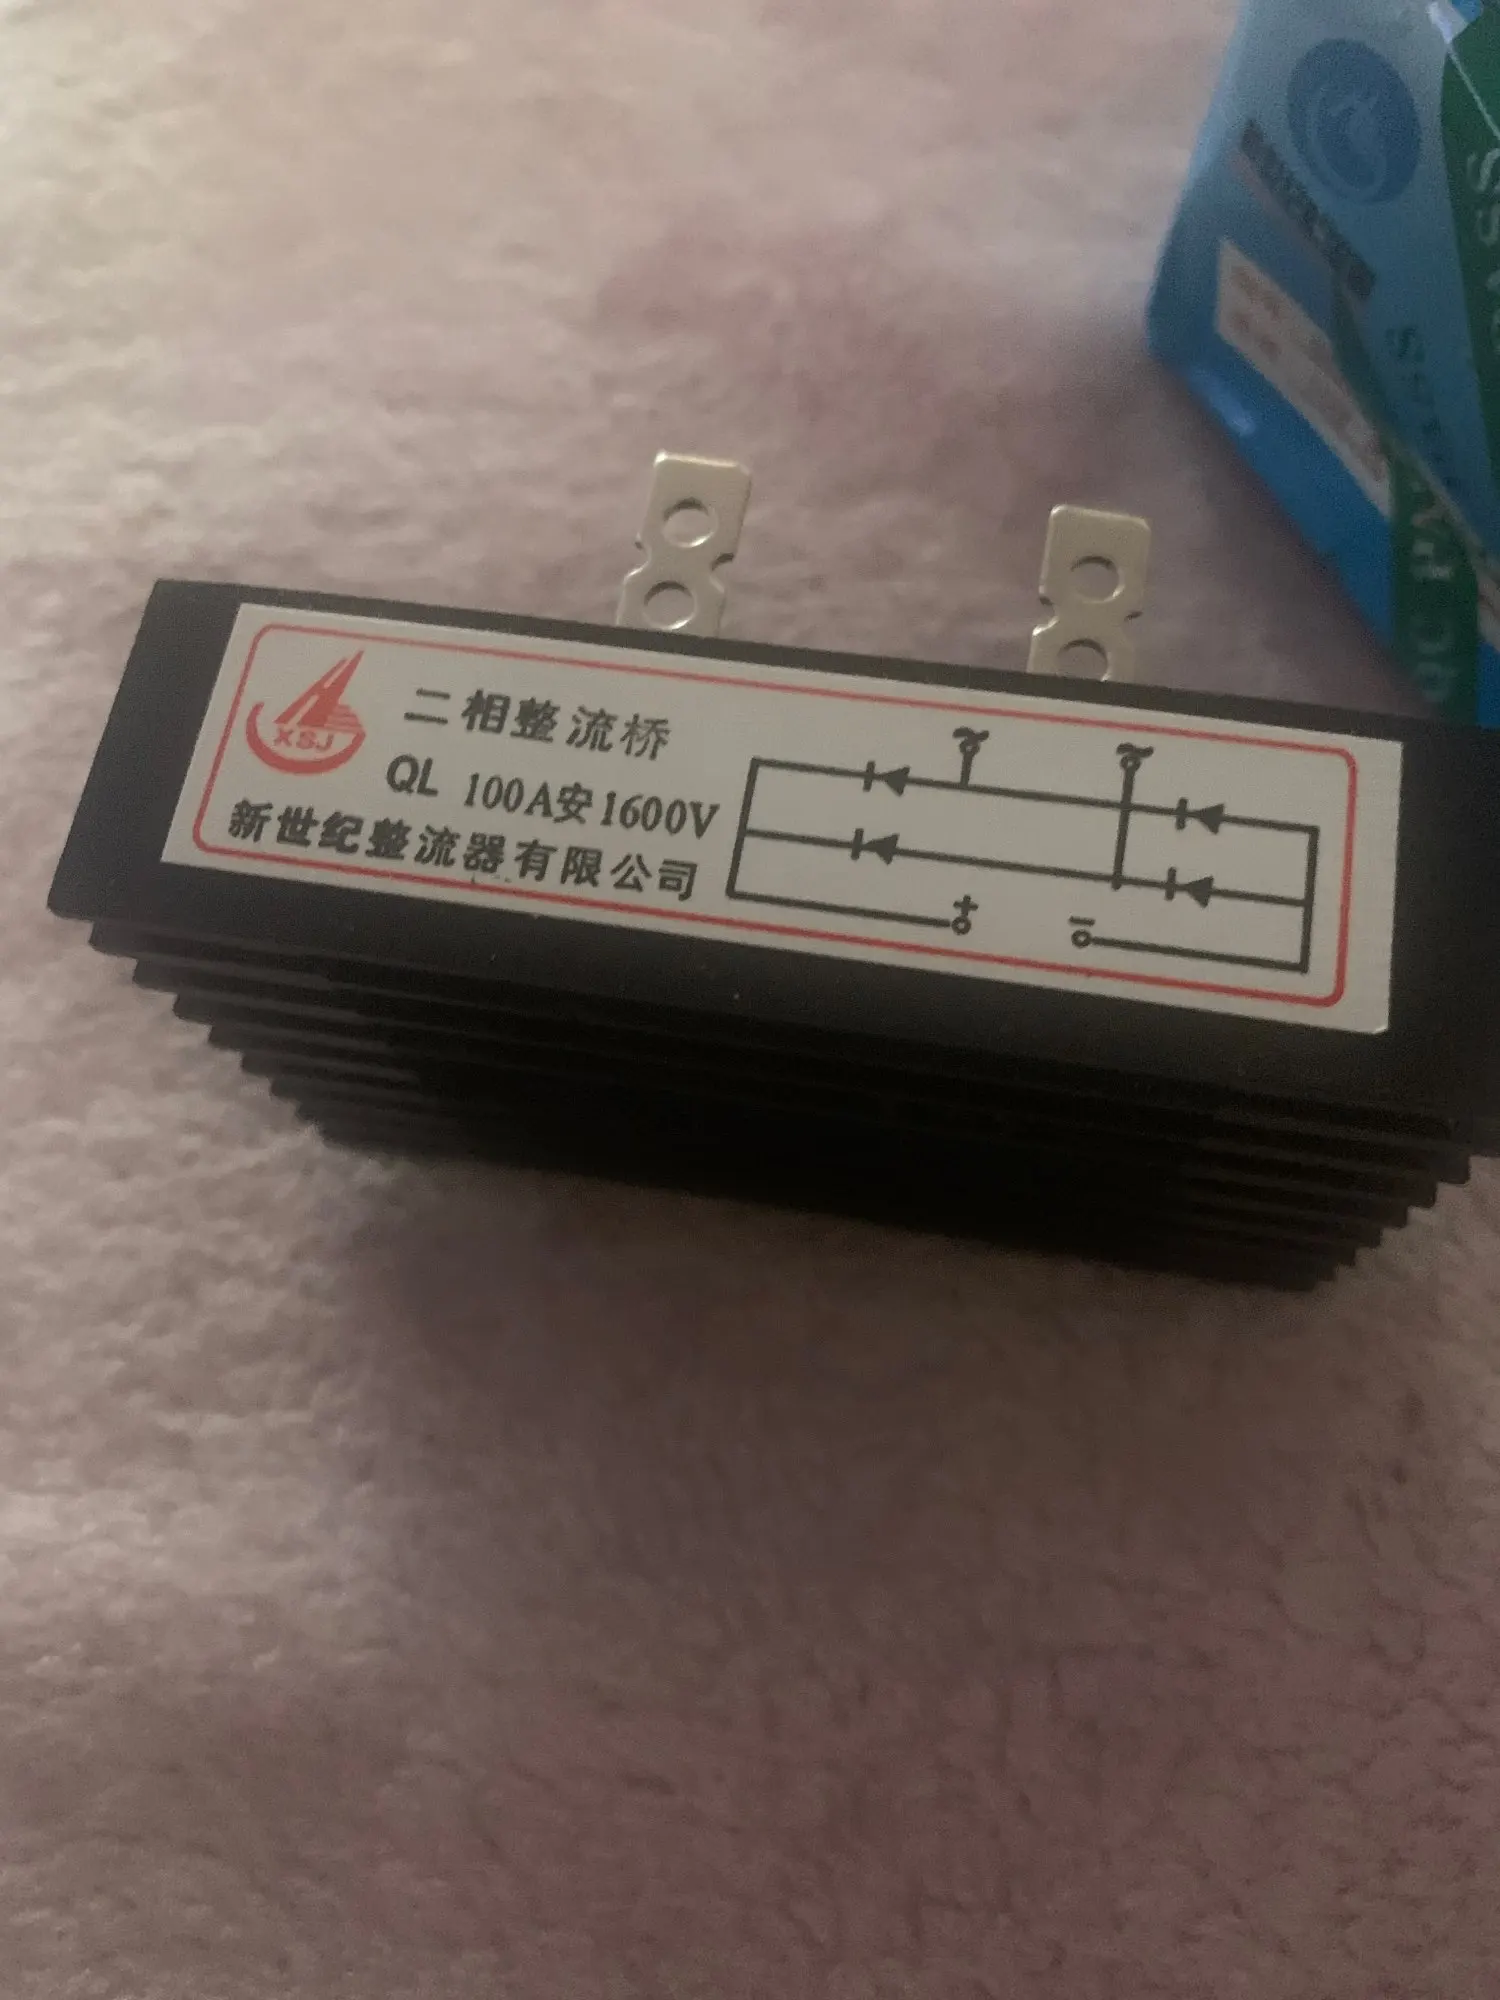 XSJ
二相整流桥
QL 100A安1600V
新世纪整流器有限公司
~ ~
+ -